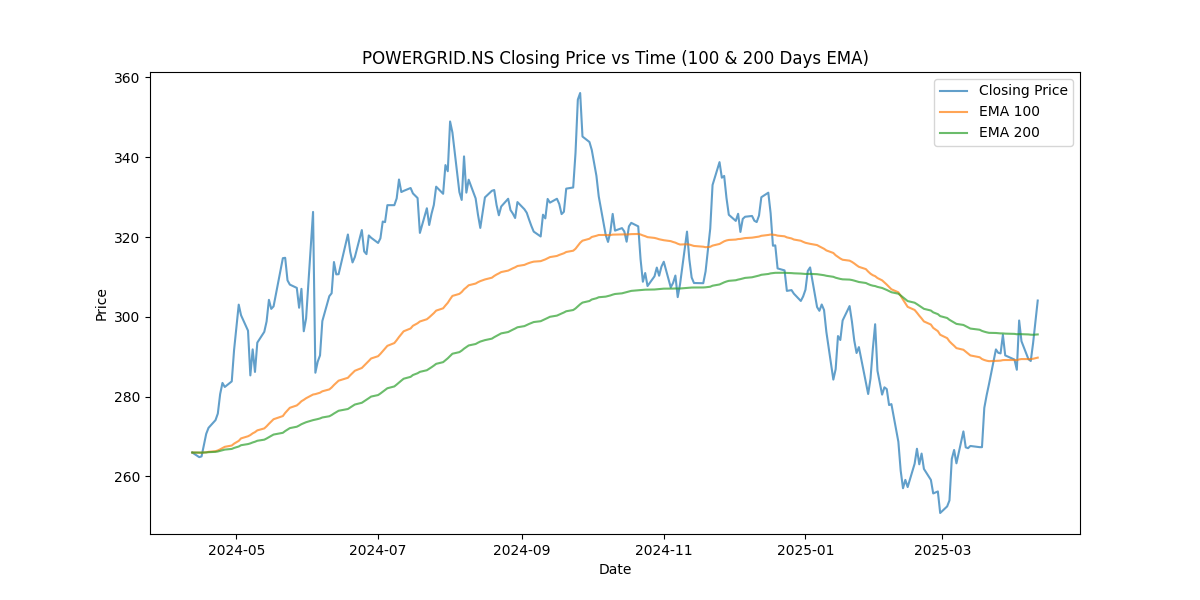 POWERGRID.NS Closing Price vs Time (100 & 200 Days EMA)
Closing Price
EMA 100
EMA 200
360
340
320
300
280
260
Price
2024-05
2024-07
2024-09
2024-11
2025-01
2025-03
Date